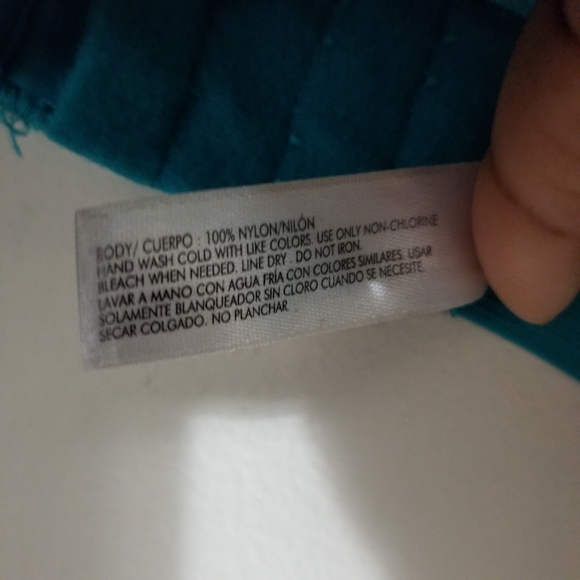 BODY/ CUERPO : 100% NYLON/NILÓN
HAND WASH COLD WITH LIKE COLORS. USE ONLY NON-CHLORINE
BLEACH WHEN NEEDED. LINE DRY . DO NOT IRON.
LAVAR A MANO CON AGUA FRÍA CON COLORES SIMILARES. USAR
SOLAMENTE BLANQUEADOR SIN CLORO CUANDO SE NECESITE.
SECAR COLGADO. NO PLANCHAR